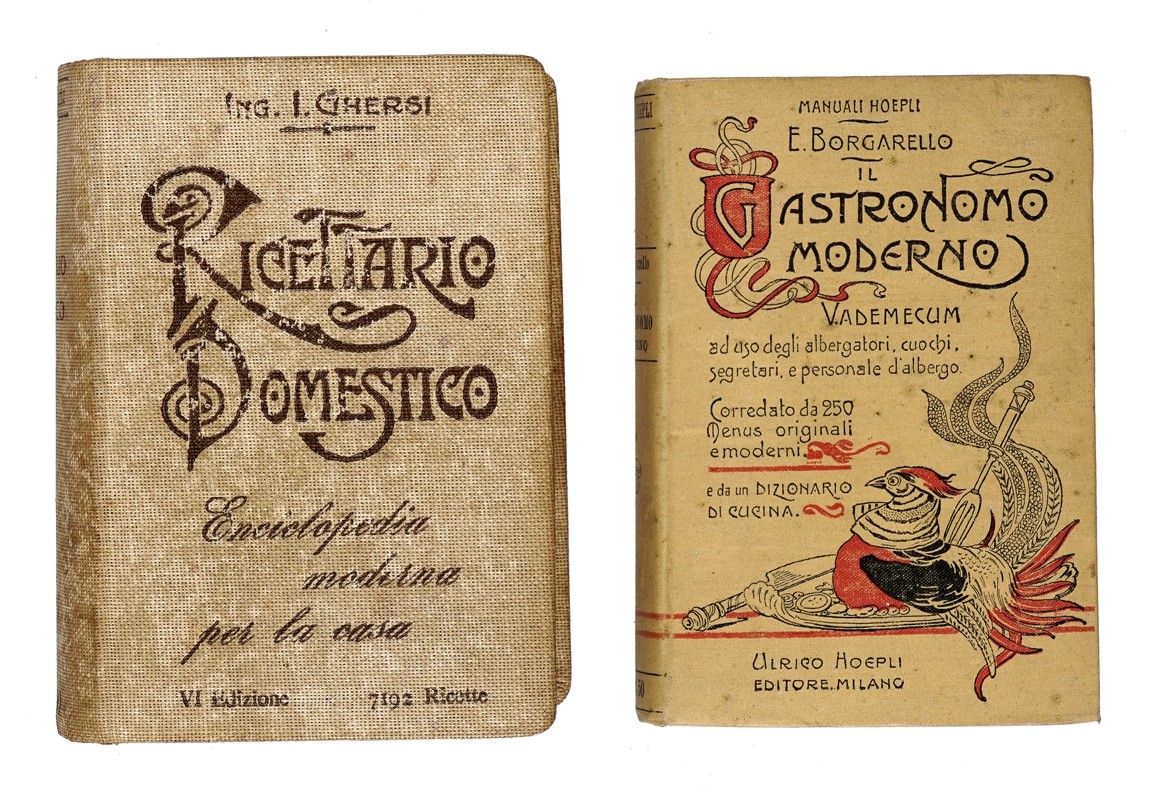 ING. I. GHERSI
RICETTARIO
DOMESTICO
Enciclopedia
moderna
per la casa
VI Edizione 7192 Ricette
MANUALI HOEPLI
E. BORGARELLO
IL
GASTRONOMO
MODERNO
VADEMECUM
ad uso degli albergatori, cuochi,
segretari, e personale d'albergo.
Corredato da 250
Menus originali
e moderni.
e da un DIZIONARIO
DI CUCINA.
ULRICO HOEPLI
EDITORE. MILANO